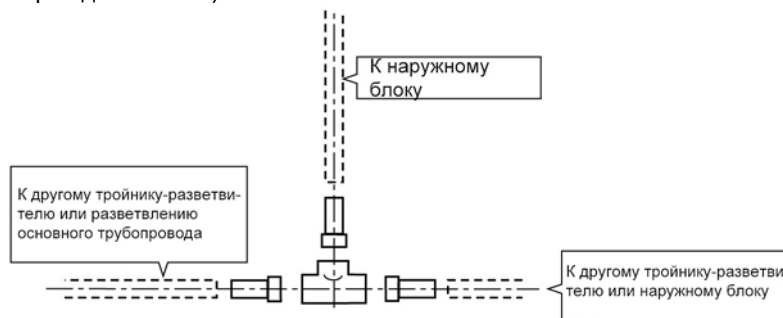 К наружному
блоку
К другому тройнику-разветви-
телю или разветвлению
основного трубопровода
К другому тройнику-разветви
телю или наружному блоку